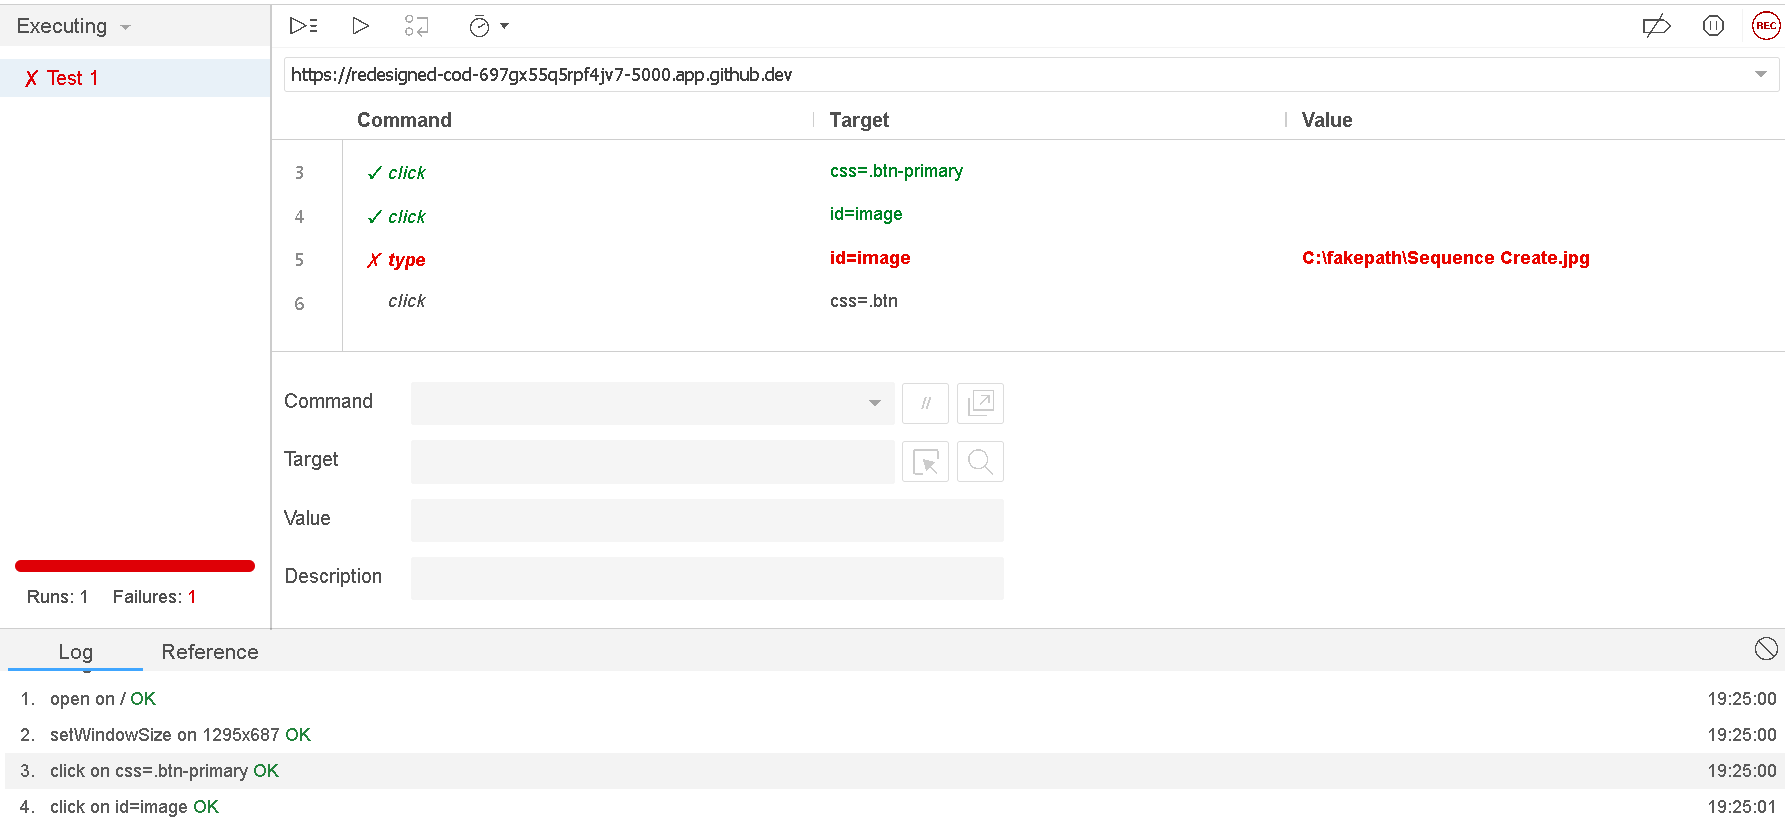 Executing
REC
✗ Test 1
https://redesigned-cod-697gx55q5rpf4jv7-5000.app.github.dev
Command Target Value
3 ✓ click css=.btn-primary
4 ✓ click id=image
5 ✗ type id=image C:\fakepath\Sequence Create.jpg
6 click css=.btn
Command //
Target
Value
Description
Runs: 1 Failures: 1
Log Reference
1. open on / OK 19:25:00
2. setWindowSize on 1295x687 OK 19:25:00
3. click on css=.btn-primary OK 19:25:00
4. click on id=image OK 19:25:01